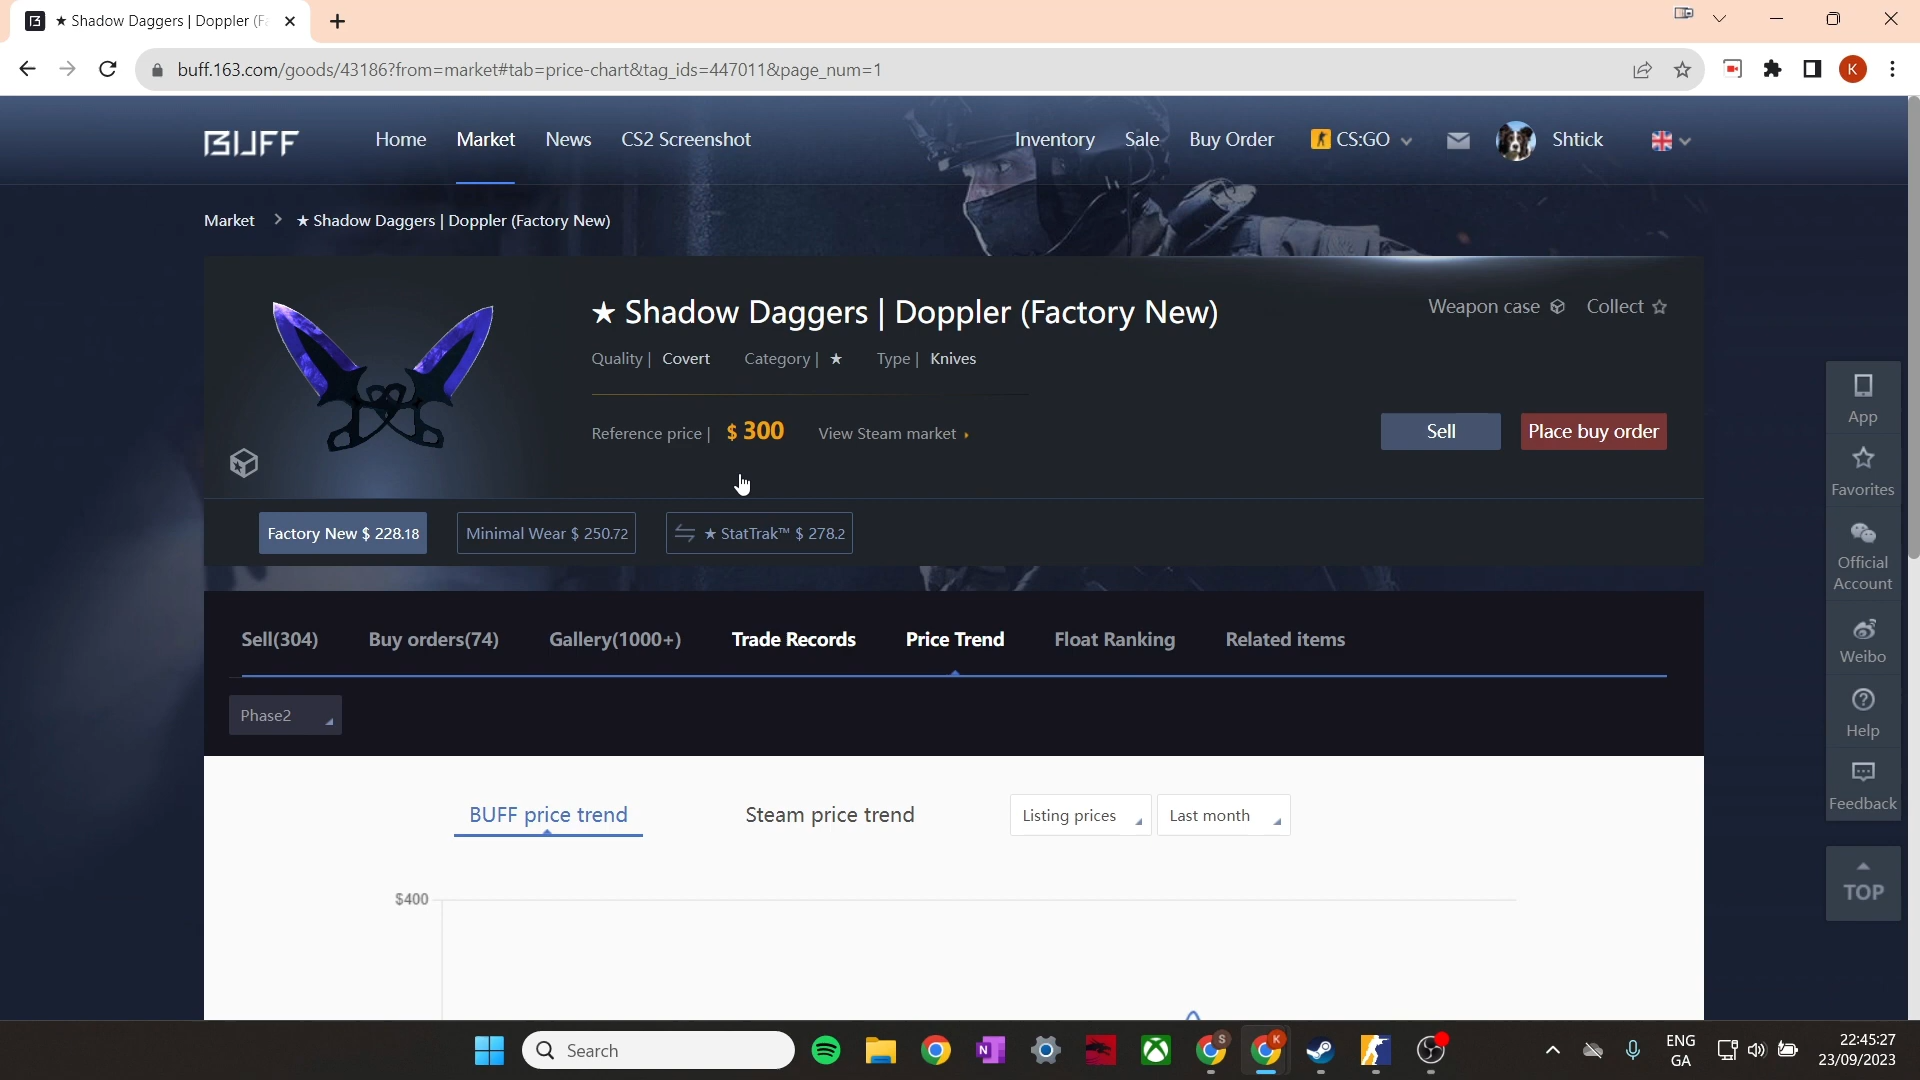 ★ Shadow Daggers | Doppler (Fa
buff.163.com/goods/43186?from=market#tab=price-chart&tag_ids=447011&page_num=1
K
BUFF
Home
Market
News
CS2 Screenshot
Inventory
Sale
Buy Order
CS:GO
Shtick
Market > ★ Shadow Daggers | Doppler (Factory New)
★ Shadow Daggers | Doppler (Factory New)
Weapon case
Collect
Quality | Covert
Category | ★
Type | Knives
Reference price | $ 300
View Steam market
Sell
Place buy order
Factory New $ 228.18
Minimal Wear $ 250.72
★ StatTrak™ $ 278.2
App
Favorites
Official
Account
Weibo
Help
Feedback
TOP
Sell(304)
Buy orders(74)
Gallery(1000+)
Trade Records
Price Trend
Float Ranking
Related items
Phase2
BUFF price trend
Steam price trend
Listing prices
Last month
$400
Search
N
S
K
ENG
GA
22:45:27
23/09/2023